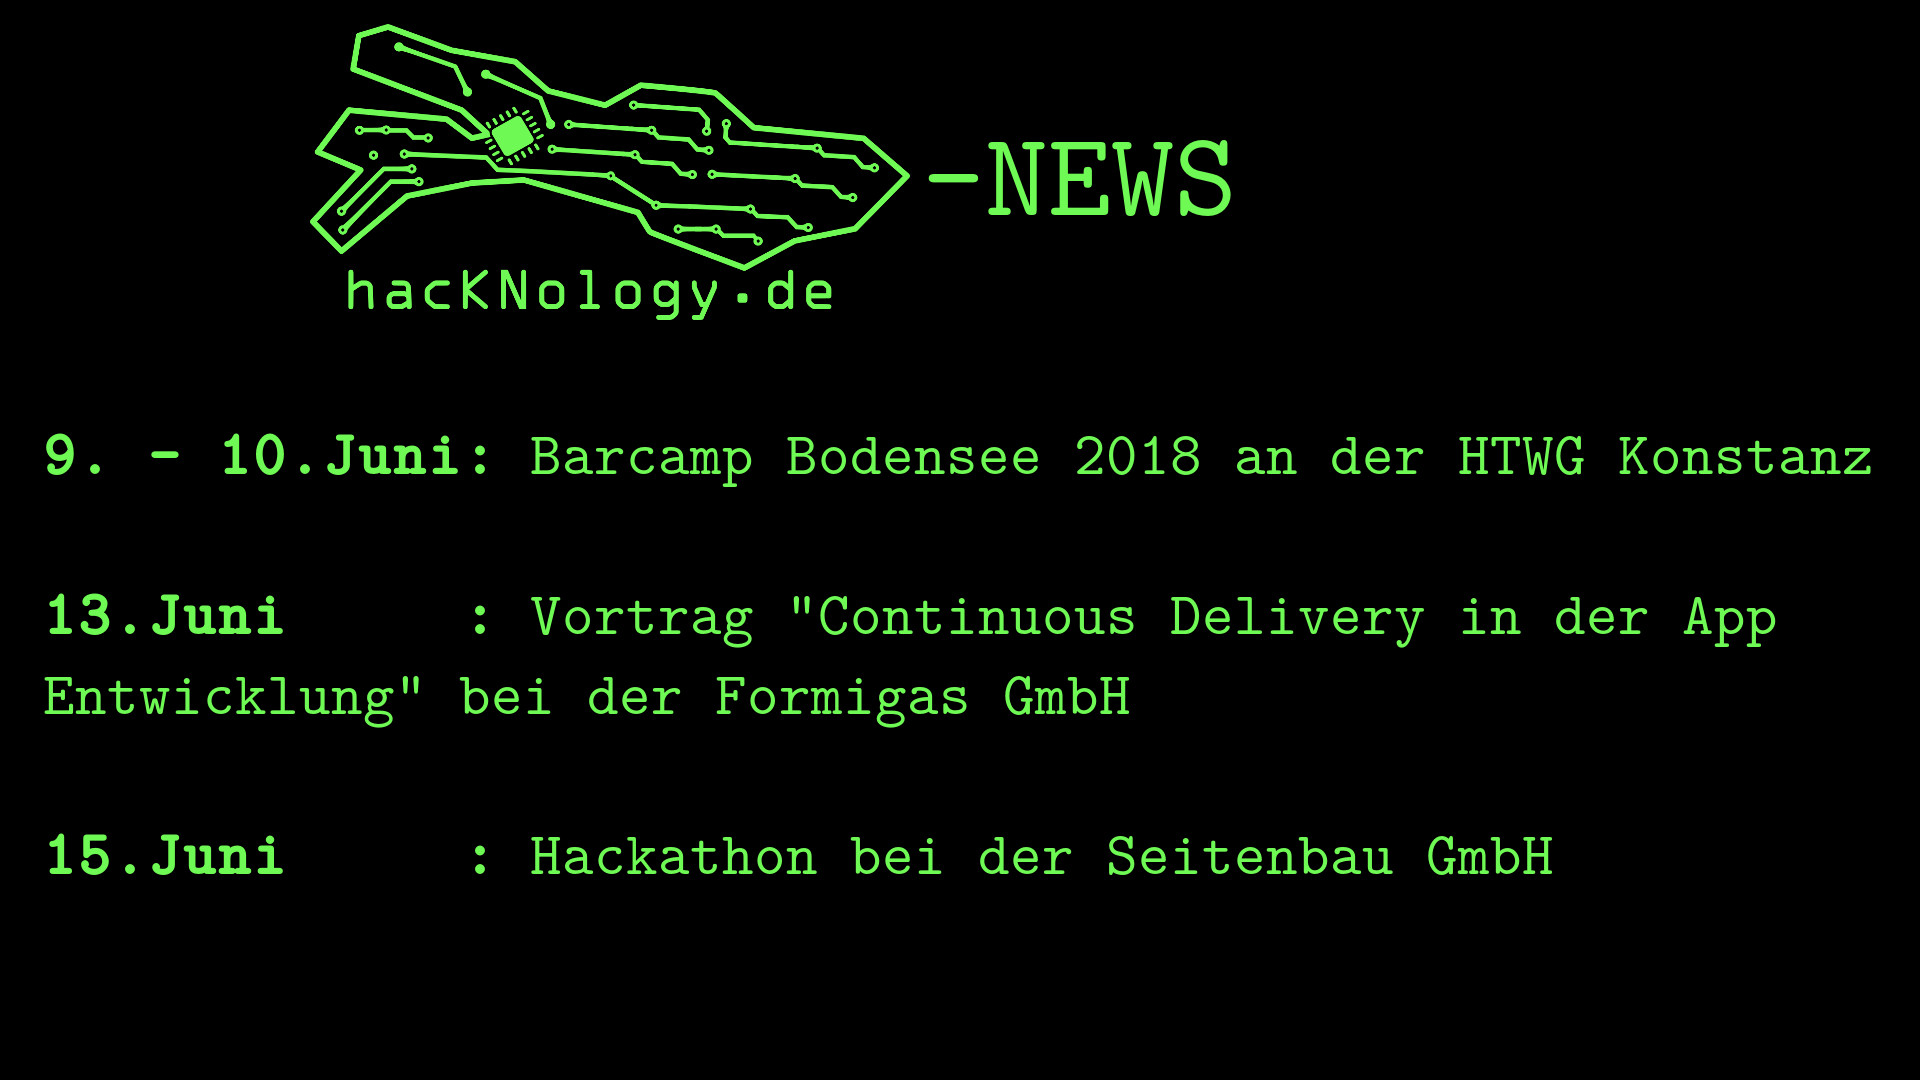 -NEWS
hacKNology.de
9. - 10.Juni: Barcamp Bodensee 2018 an der HTWG Konstanz
13.Juni : Vortrag "Continuous Delivery in der App
Entwicklung" bei der Formigas GmbH
15.Juni : Hackathon bei der Seitenbau GmbH